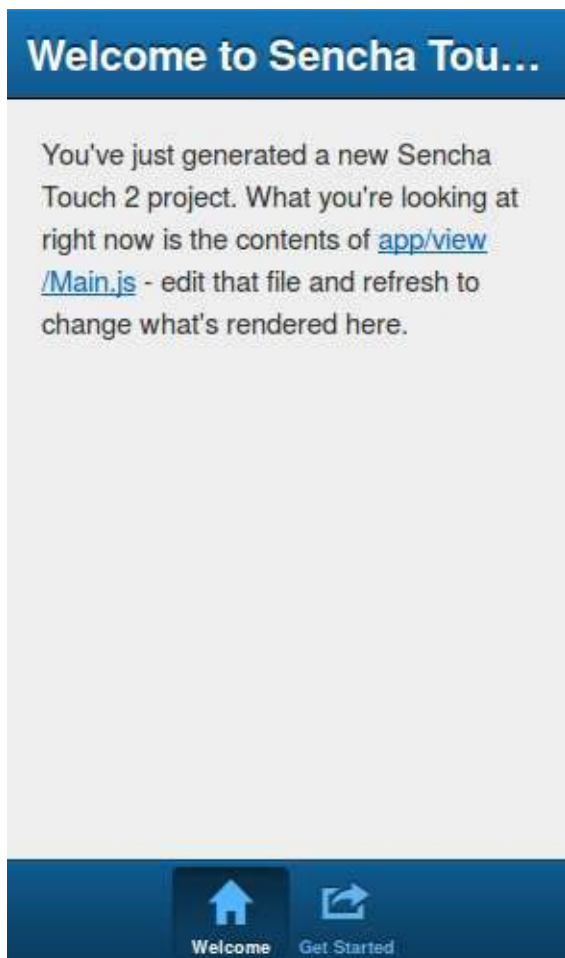 Welcome to Sencha Tou...
You've just generated a new Sencha
Touch 2 project. What you're looking at
right now is the contents of app/view
/Main.js - edit that file and refresh to
change what's rendered here.
Welcome Get Started